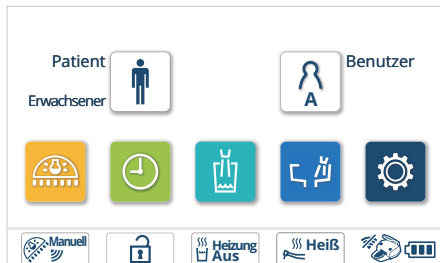 Patient
Benutzer
Erwachsener
A
Manuell
Heizung
Aus
Heiß